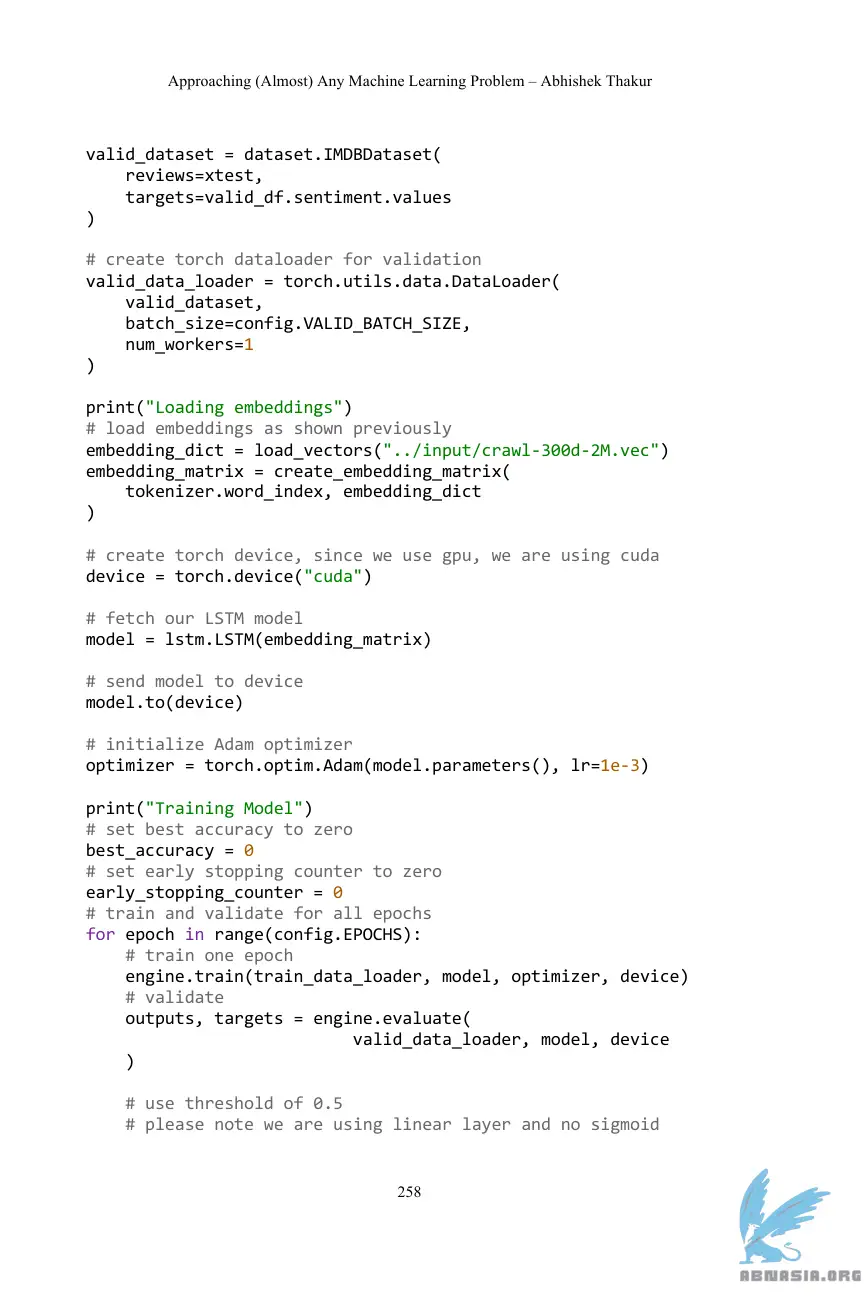 Approaching (Almost) Any Machine Learning Problem – Abhishek Thakur
valid_dataset = dataset.IMDBDataset(
    reviews=xtest,
    targets=valid_df.sentiment.values
)
# create torch dataloader for validation
valid_data_loader = torch.utils.data.DataLoader(
    valid_dataset,
    batch_size=config.VALID_BATCH_SIZE,
    num_workers=1
)
print("Loading embeddings")
# load embeddings as shown previously
embedding_dict = load_vectors("../input/crawl-300d-2M.vec")
embedding_matrix = create_embedding_matrix(
    tokenizer.word_index, embedding_dict
)
# create torch device, since we use gpu, we are using cuda
device = torch.device("cuda")
# fetch our LSTM model
model = lstm.LSTM(embedding_matrix)
# send model to device
model.to(device)
# initialize Adam optimizer
optimizer = torch.optim.Adam(model.parameters(), lr=1e-3)
print("Training Model")
# set best accuracy to zero
best_accuracy = 0
# set early stopping counter to zero
early_stopping_counter = 0
# train and validate for all epochs
for epoch in range(config.EPOCHS):
    # train one epoch
    engine.train(train_data_loader, model, optimizer, device)
    # validate
    outputs, targets = engine.evaluate(
                           valid_data_loader, model, device
    )
    # use threshold of 0.5
    # please note we are using linear layer and no sigmoid
258
ABNASIA.ORG